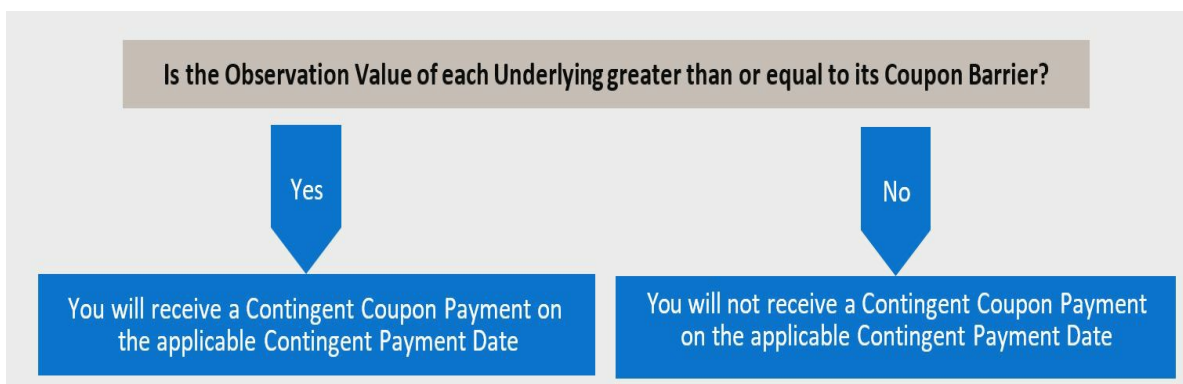 Is the Observation Value of each Underlying greater than or equal to its Coupon Barrier?
Yes
No
You will receive a Contingent Coupon Payment on
the applicable Contingent Payment Date
You will not receive a Contingent Coupon Payment
on the applicable Contingent Payment Date